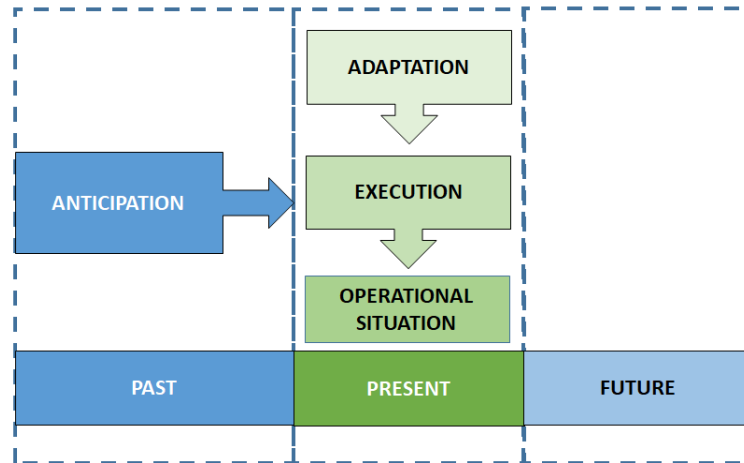 ADAPTATION
ANTICIPATION
EXECUTION
OPERATIONAL
SITUATION
PAST
PRESENT
FUTURE